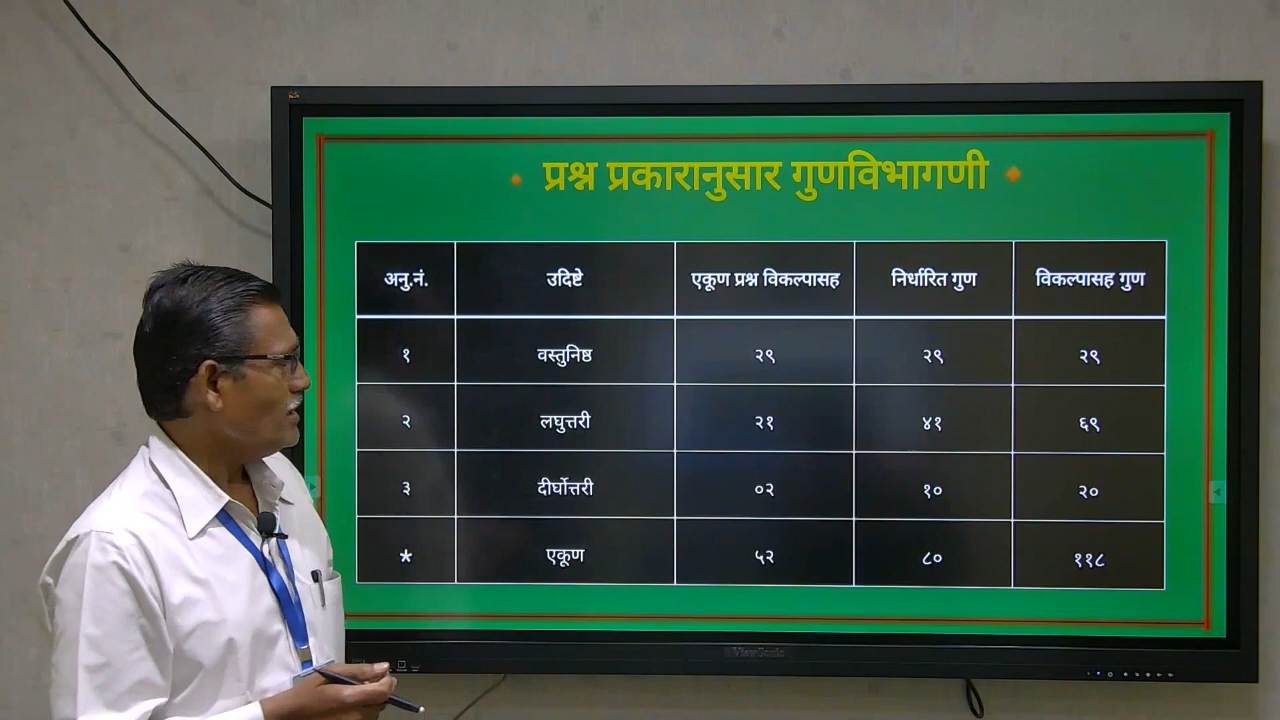 प्रश्न प्रकारानुसार गुणविभागणी
अनु.नं. उदिष्टे एकूण प्रश्न विकल्पासह निर्धारित गुण विकल्पासह गुण
१ वस्तुनिष्ठ २९ २९ २९
२ लघुत्तरी २१ ४१ ६९
३ दीर्घोत्तरी ०२ १० २०
* एकूण ५२ ८० ११८
ViewSonic